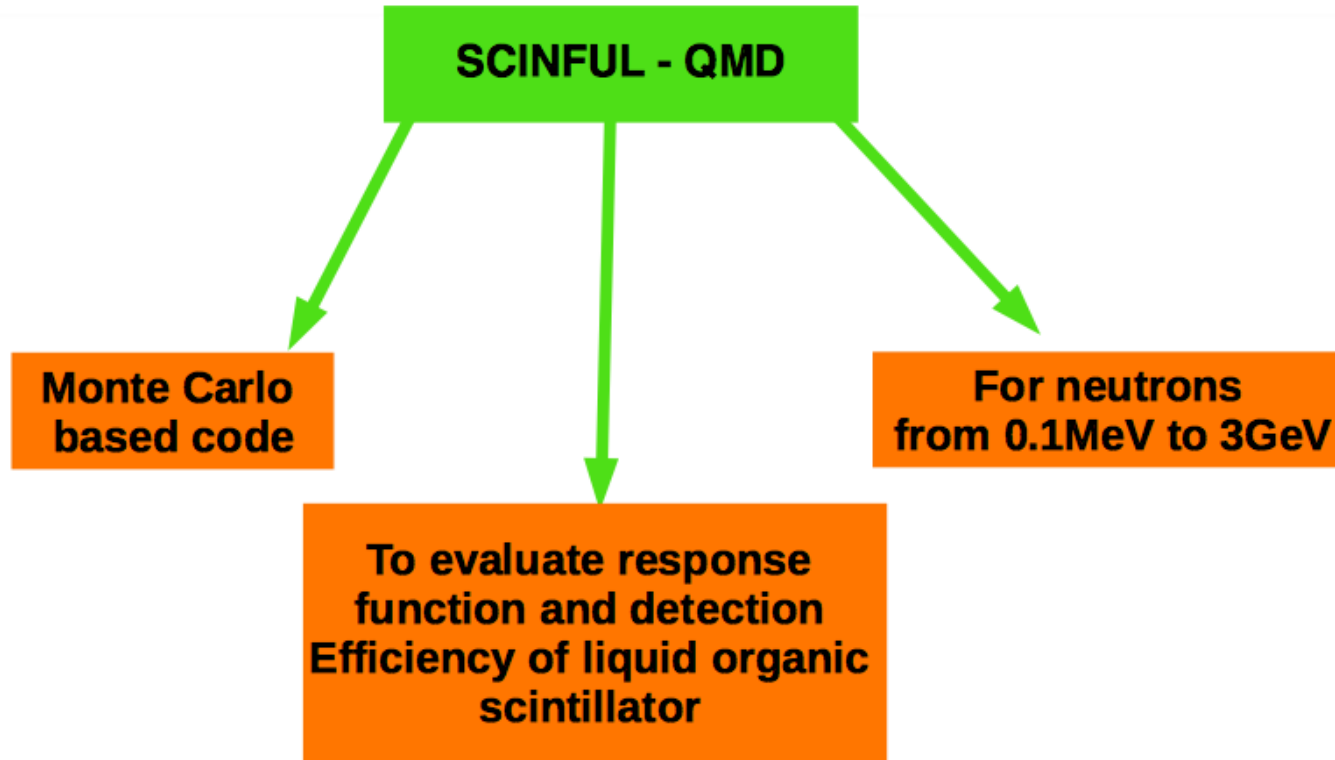 SCINFUL - QMD
Monte Carlo
based code
For neutrons
from 0.1MeV to 3GeV
To evaluate response
function and detection
Efficiency of liquid organic
scintillator